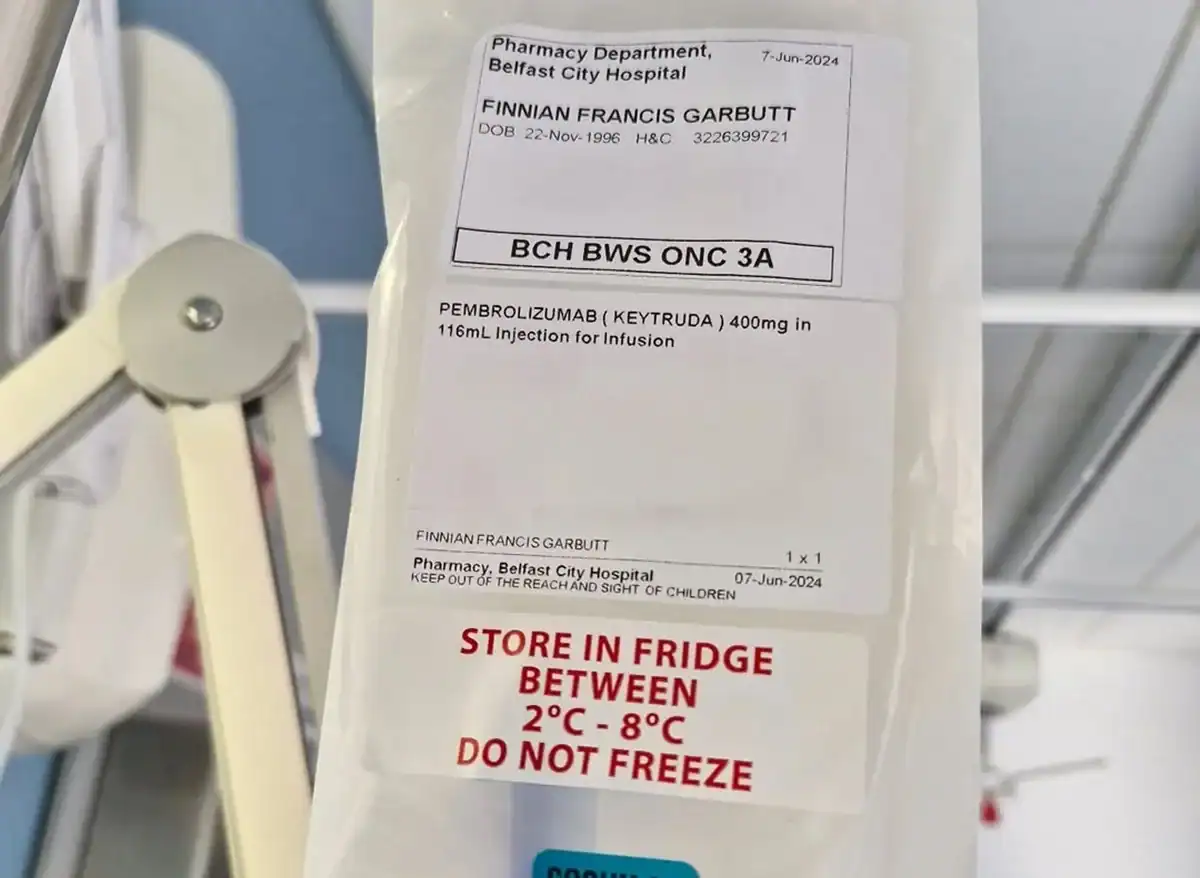 Pharmacy Department, 7-Jun-2024
Belfast City Hospital
FINNIAN FRANCIS GARBUTT
DOB 22-Nov-1996 H&C 3226399721
BCH BWS ONC 3A
PEMBROLIZUMAB ( KEYTRUDA ) 400mg in
116mL Injection for Infusion
FINNIAN FRANCIS GARBUTT 1 x 1
Pharmacy, Belfast City Hospital 07-Jun-2024
KEEP OUT OF THE REACH AND SIGHT OF CHILDREN
STORE IN FRIDGE
BETWEEN
2°C - 8°C
DO NOT FREEZE